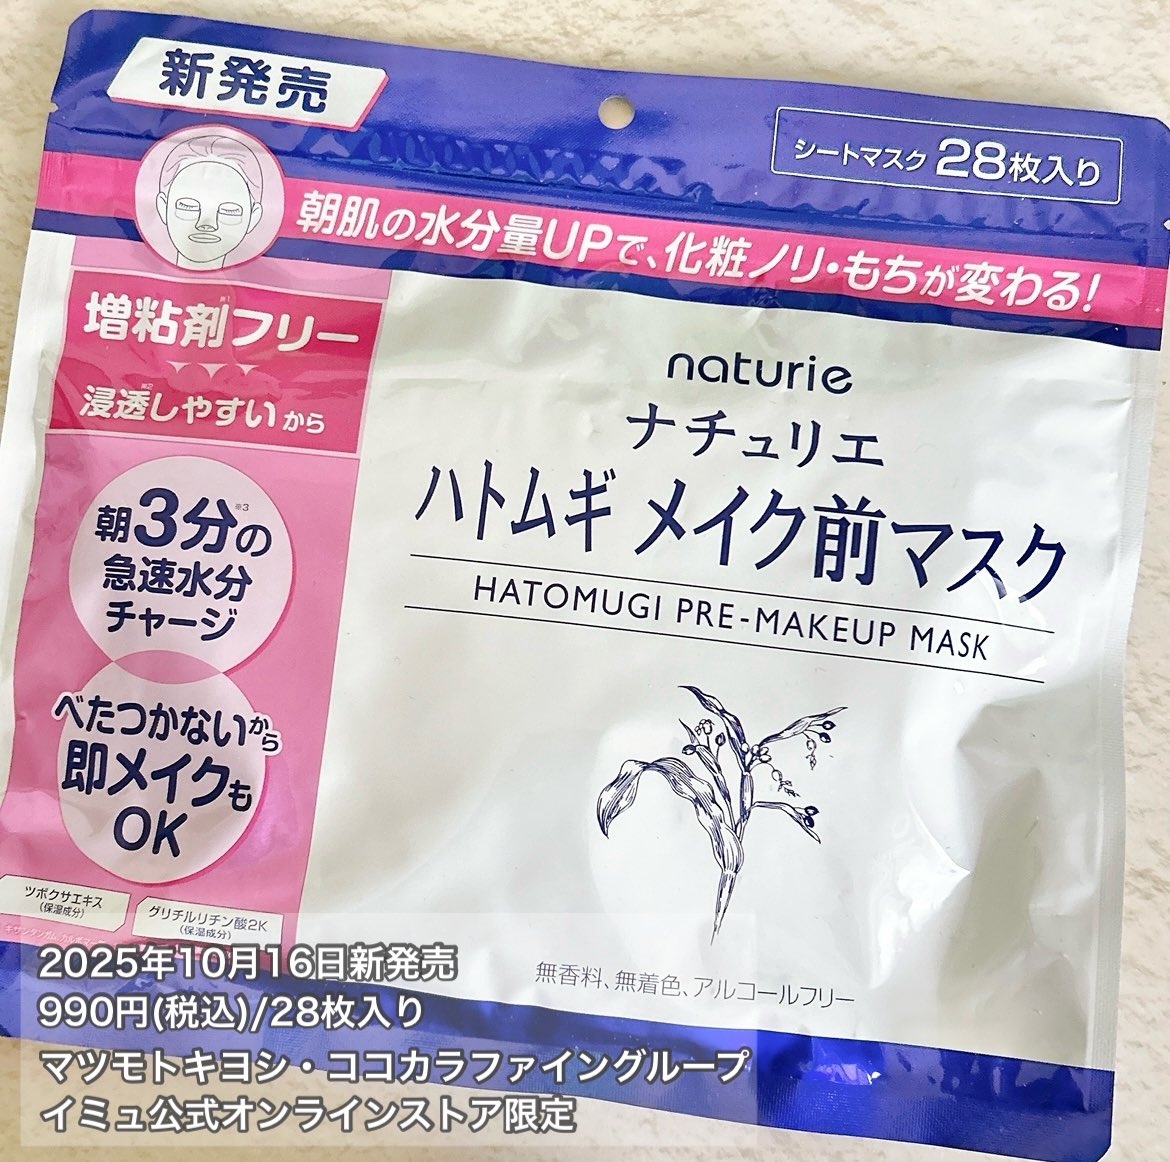 新発売
シートマスク 28枚入り
朝肌の水分量UPで、化粧ノリ・もちが変わる!
増粘剤※1フリー
浸透※2しやすいから
朝3分※3の
急速水分
チャージ
べたつかないから
即メイクも
OK
ツボクサエキス
(保湿成分)
グリチルリチン酸2K
(保湿成分)
naturie
ナチュリエ
ハトムギ メイク前マスク
HATOMUGI PRE-MAKEUP MASK
無香料、無着色、アルコールフリー
2025年10月16日新発売
990円(税込)/28枚入り
マツモトキヨシ・ココカラファイングループ
イミュ公式オンラインストア限定